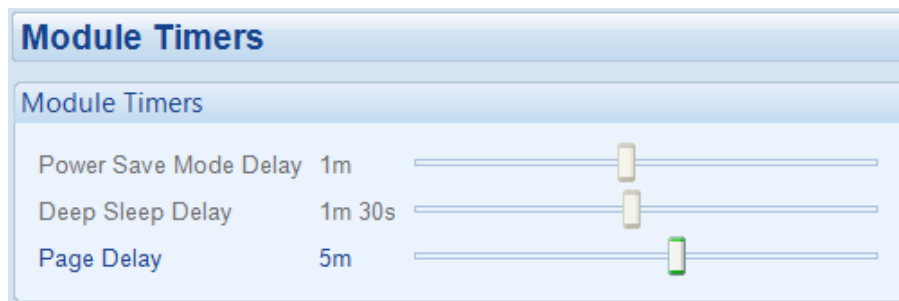 Module Timers
Module Timers
Power Save Mode Delay 1m
Deep Sleep Delay 1m 30s
Page Delay 5m